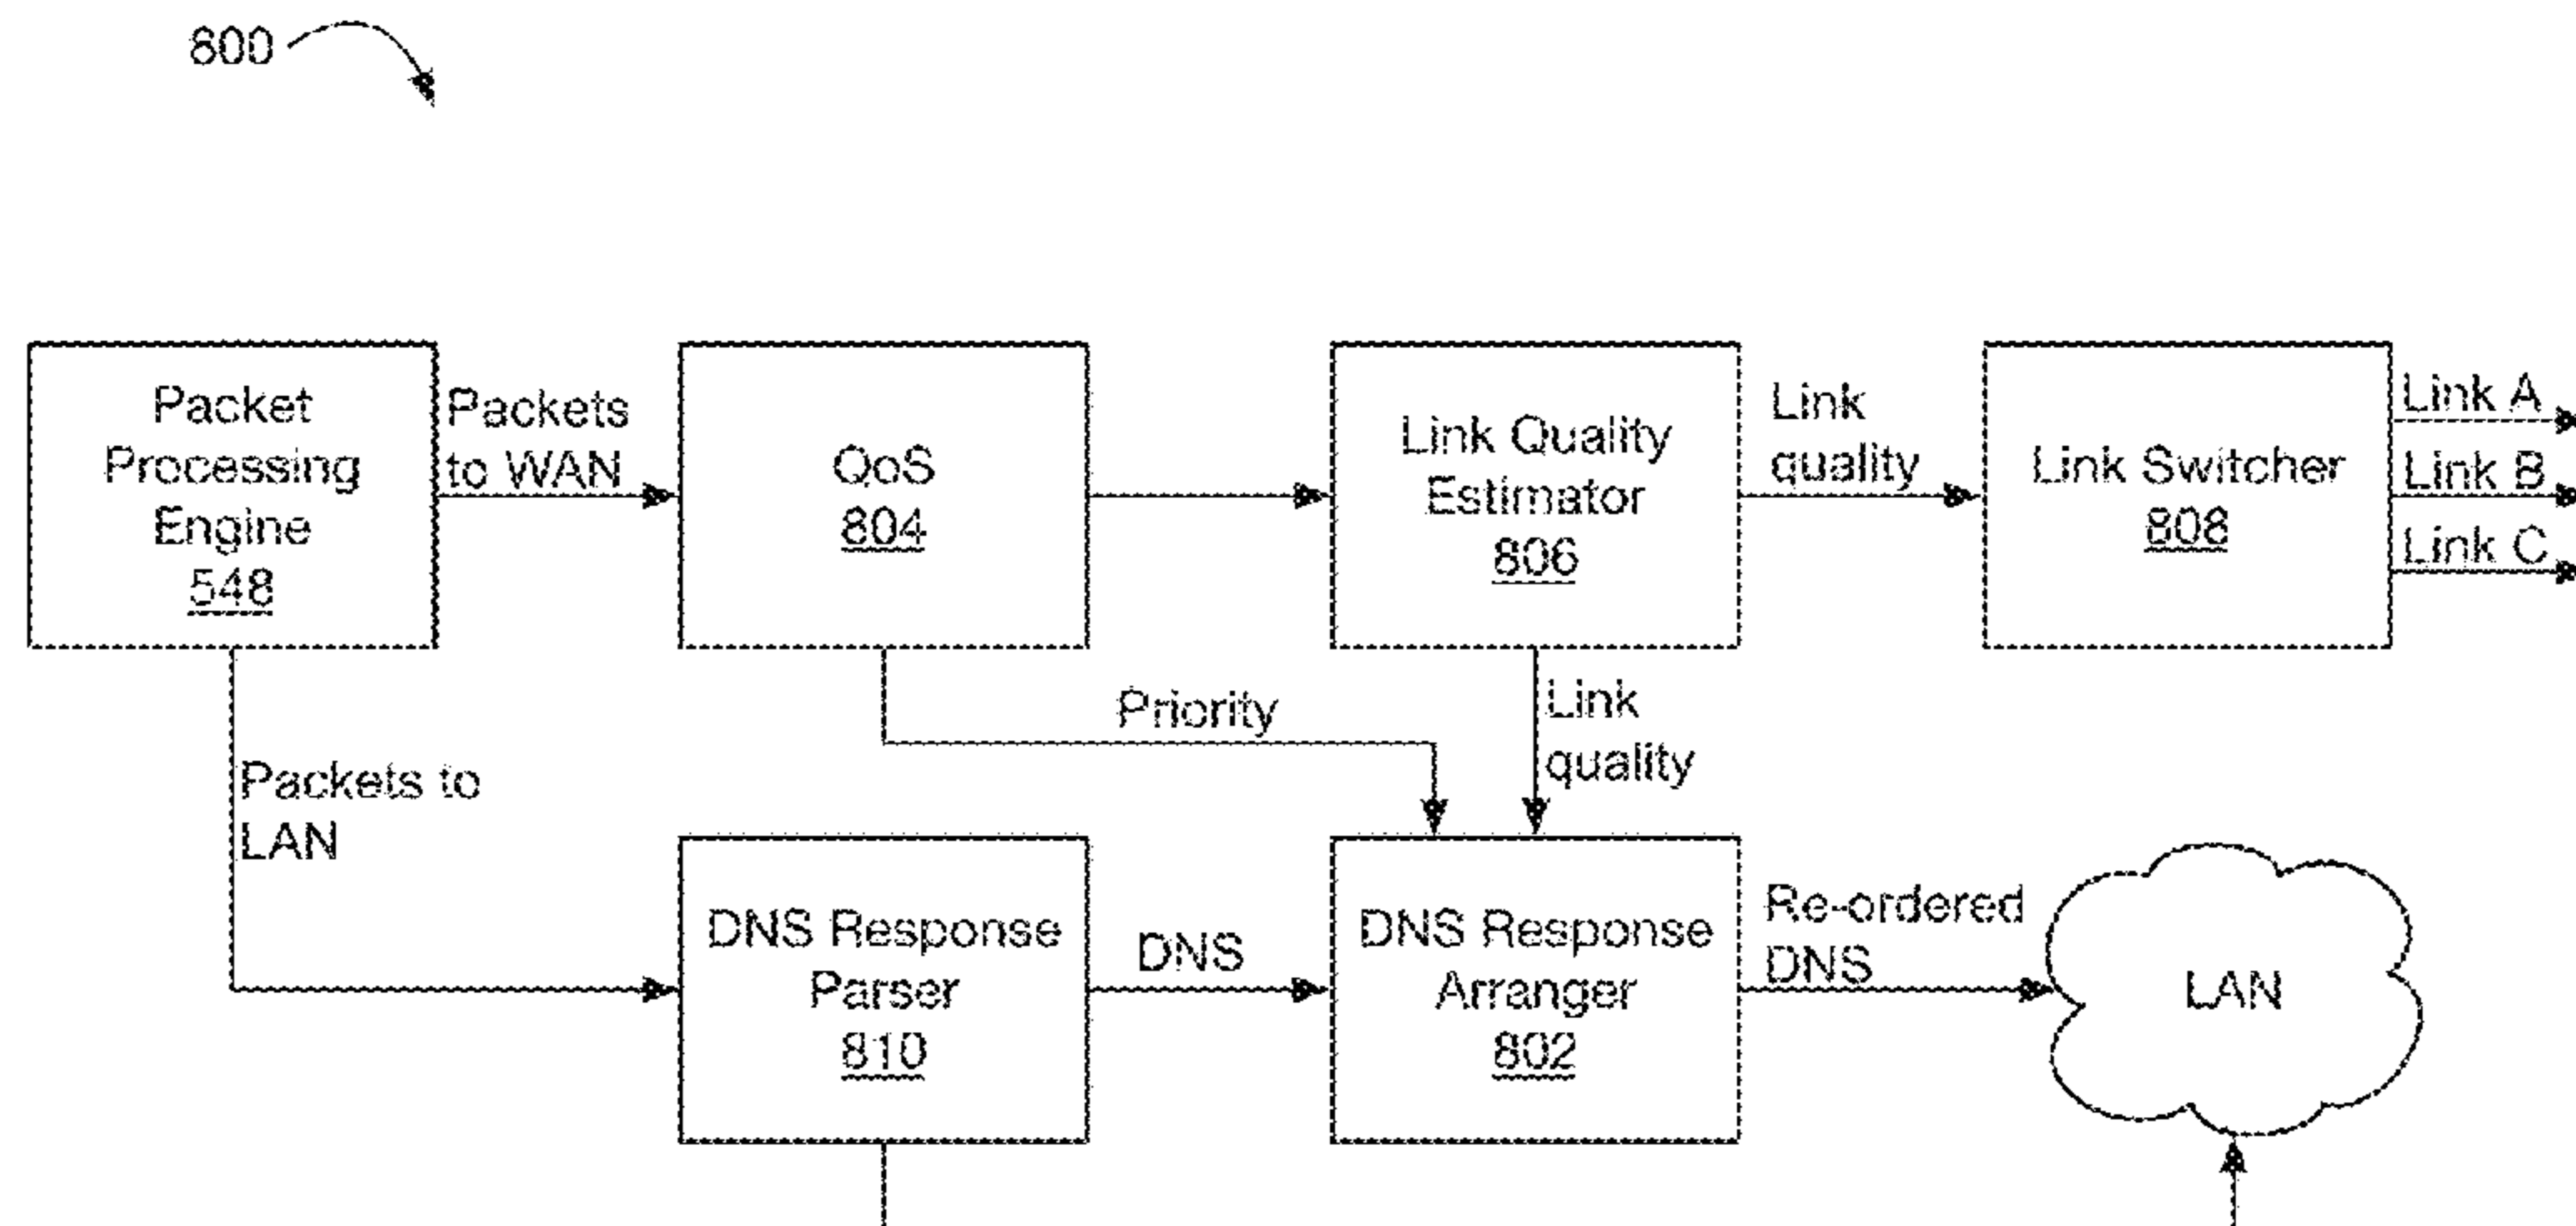 800
Packet
Processing
Engine
548
Packets
to WAN
QoS
804
Link Quality
Estimator
806
Link
quality
Link Switcher
808
Link A
Link B
Link C
Priority
Link
quality
Packets to
LAN
DNS Response
Parser
810
DNS
DNS Response
Arranger
802
Re-ordered
DNS
LAN